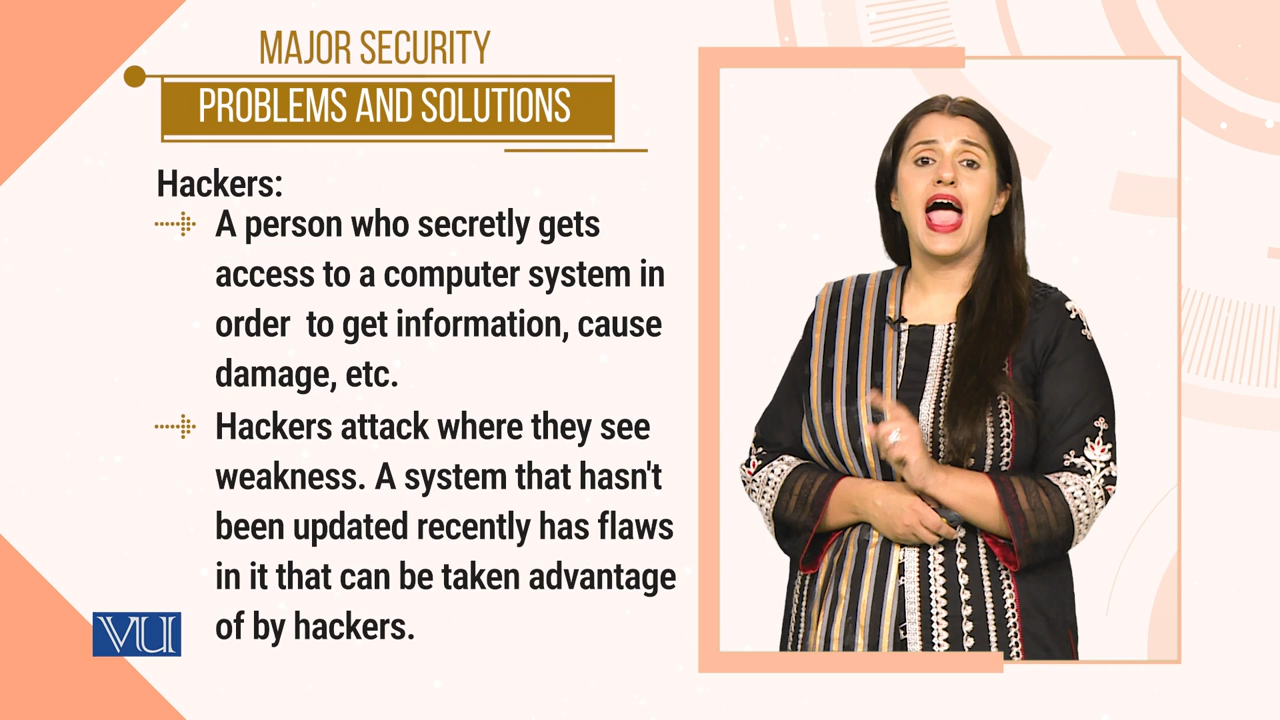 MAJOR SECURITY
PROBLEMS AND SOLUTIONS
Hackers:
A person who secretly gets
access to a computer system in
order  to get information, cause
damage, etc.
Hackers attack where they see
weakness. A system that hasn't
been updated recently has flaws
in it that can be taken advantage
of by hackers.
VU